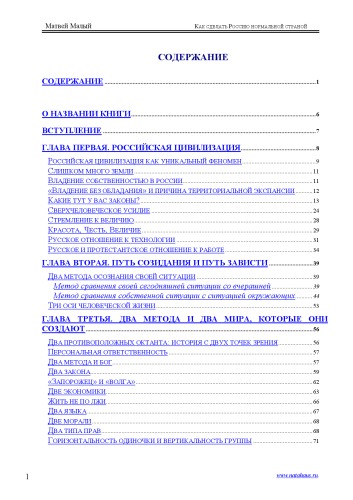 Матвей Малый КАК СДЕЛАТЬ РОССИЮ НОРМАЛЬНОЙ СТРАНОЙ
СОДЕРЖАНИЕ
СОДЕРЖАНИЕ 1
О НАЗВАНИИ КНИГИ 6
ВСТУПЛЕНИЕ 7
ГЛАВА ПЕРВАЯ. РОССИЙСКАЯ ЦИВИЛИЗАЦИЯ 8
РОССИЙСКАЯ ЦИВИЛИЗАЦИЯ КАК УНИКАЛЬНЫЙ ФЕНОМЕН 9
СЛИШКОМ МНОГО ЗЕМЛИ 11
ВЛАДЕНИЕ СОБСТВЕННОСТЬЮ В РОССИИ 11
«ВЛАДЕНИЕ БЕЗ ОБЛАДАНИЯ» И ПРИЧИНА ТЕРРИТОРИАЛЬНОЙ ЭКСПАНСИИ 12
КАКИЕ ТУТ У ВАС ЗАКОНЫ? 13
СВЕРХЧЕЛОВЕЧЕСКОЕ УСИЛИЕ 24
СТРЕМЛЕНИЕ К ВЕЛИЧИЮ 28
КРАСОТА, ЧЕСТЬ, ВЕЛИЧИЕ 29
РУССКОЕ ОТНОШЕНИЕ К ТЕХНОЛОГИИ 31
РУССКОЕ И ПРОТЕСТАНТСКОЕ ОТНОШЕНИЕ К РАБОТЕ 34
ГЛАВА ВТОРАЯ. ПУТЬ СОЗИДАНИЯ И ПУТЬ ЗАВИСТИ 39
ДВА МЕТОДА ОСОЗНАНИЯ СВОЕЙ СИТУАЦИИ 39
Метод сравнения своей сегодняшней ситуации со вчерашней 39
Метод сравнения собственной ситуации с ситуацией окружающих 44
ТРИ ОСИ ЧЕЛОВЕЧЕСКОЙ ЖИЗНИ 53
ГЛАВА ТРЕТЬЯ. ДВА МЕТОДА И ДВА МИРА, КОТОРЫЕ ОНИ
СОЗДАЮТ 56
ДВА ПРОТИВОПОЛОЖНЫХ ОКТАНТА: ИСТОРИЯ С ДВУХ ТОЧЕК ЗРЕНИЯ 56
ПЕРСОНАЛЬНАЯ ОТВЕТСТВЕННОСТЬ 57
ДВА МЕТОДА И БОГ 57
ДВА ЗАКОНА 59
«ЗАПОРОЖЕЦ» И «ВОЛГА» 62
ДВЕ ЭКОНОМИКИ 63
ЖИТЬ НЕ ПО ЛЖИ 66
ДВА ЯЗЫКА 67
ДВЕ МОРАЛИ 68
ДВА ТИПА ПРАВ 68
ГОРИЗОНТАЛЬНОСТЬ ОДИНОЧКИ И ВЕРТИКАЛЬНОСТЬ ГРУППЫ 71
1 www.natahaus.ru